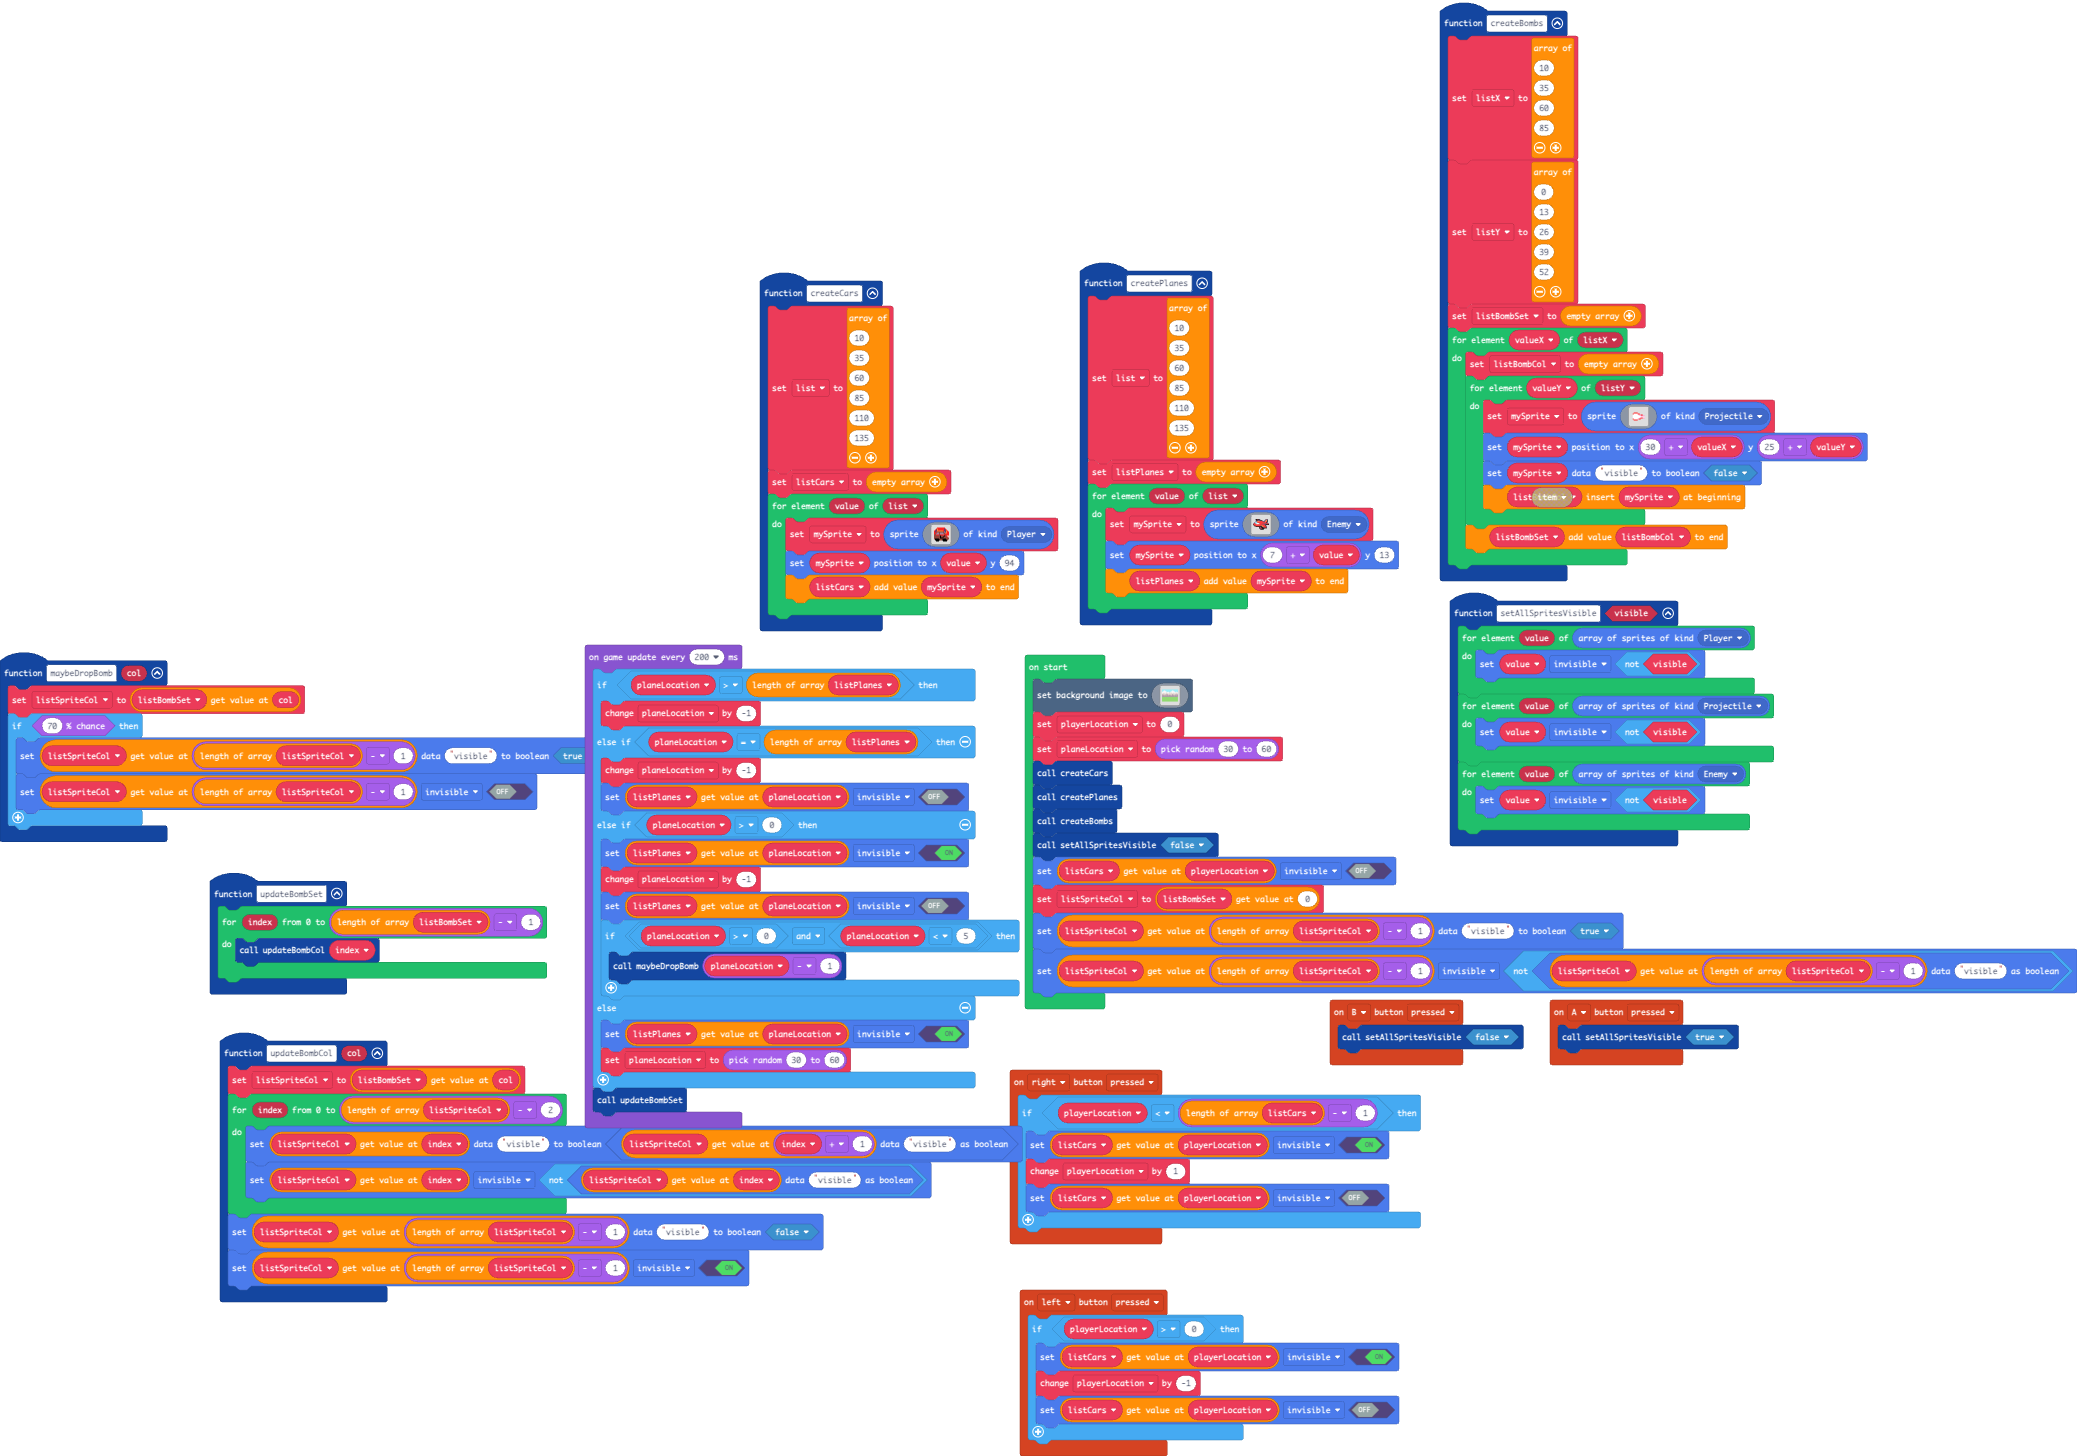 function createBombs
set listX to array of
10
35
60
85
set listY to array of
0
13
26
39
52
set listBombSet to empty array
for element valueX of listX
do set listBombCol to empty array
for element valueY of listY
do set mySprite to sprite of kind Projectile
set mySprite position to x 30 + valueX y 25 + valueY
set mySprite data "visible" to boolean false
list item insert mySprite at beginning
listBombSet add value listBombCol to end
function createCars
set list to array of
10
35
60
85
110
135
set listCars to empty array
for element value of list
do set mySprite to sprite of kind Player
set mySprite position to x value y 94
listCars add value mySprite to end
function createPlanes
set list to array of
10
35
60
85
110
135
set listPlanes to empty array
for element value of list
do set mySprite to sprite of kind Enemy
set mySprite position to x 7 + value y 13
listPlanes add value mySprite to end
function setAllSpritesVisible visible
for element value of array of sprites of kind Player
do set value invisible not visible
for element value of array of sprites of kind Projectile
do set value invisible not visible
for element value of array of sprites of kind Enemy
do set value invisible not visible
function maybeDropBomb col
set listSpriteCol to listBombSet get value at col
if 70 % chance then
set listSpriteCol get value at length of array listSpriteCol - 1 data "visible" to boolean true
set listSpriteCol get value at length of array listSpriteCol - 1 invisible OFF
function updateBombSet
for index from 0 to length of array listBombSet - 1
do call updateBombCol index
function updateBombCol col
set listSpriteCol to listBombSet get value at col
for index from 0 to length of array listSpriteCol - 2
do set listSpriteCol get value at index data "visible" to boolean listSpriteCol get value at index + 1 data "visible" as boolean
set listSpriteCol get value at index invisible not listSpriteCol get value at index data "visible" as boolean
set listSpriteCol get value at length of array listSpriteCol - 1 data "visible" to boolean false
set listSpriteCol get value at length of array listSpriteCol - 1 invisible ON
on game update every 200 ms
if planeLocation > length of array listPlanes then
change planeLocation by -1
else if planeLocation = length of array listPlanes then
change planeLocation by -1
set listPlanes get value at planeLocation invisible OFF
else if planeLocation > 0 then
set listPlanes get value at planeLocation invisible ON
change planeLocation by -1
set listPlanes get value at planeLocation invisible OFF
if planeLocation > 0 and planeLocation < 5 then
call maybeDropBomb planeLocation - 1
else
set listPlanes get value at planeLocation invisible ON
set planeLocation to pick random 30 to 60
call updateBombSet
on start
set background image to
set playerLocation to 0
set planeLocation to pick random 30 to 60
call createCars
call createPlanes
call createBombs
call setAllSpritesVisible false
set listCars get value at playerLocation invisible OFF
set listSpriteCol to listBombSet get value at 0
set listSpriteCol get value at length of array listSpriteCol - 1 data "visible" to boolean true
set listSpriteCol get value at length of array listSpriteCol - 1 invisible not listSpriteCol get value at length of array listSpriteCol - 1 data "visible" as boolean
on B button pressed
call setAllSpritesVisible false
on A button pressed
call setAllSpritesVisible true
on right button pressed
if playerLocation < length of array listCars - 1 then
set listCars get value at playerLocation invisible ON
change playerLocation by 1
set listCars get value at playerLocation invisible OFF
on left button pressed
if playerLocation > 0 then
set listCars get value at playerLocation invisible ON
change playerLocation by -1
set listCars get value at playerLocation invisible OFF